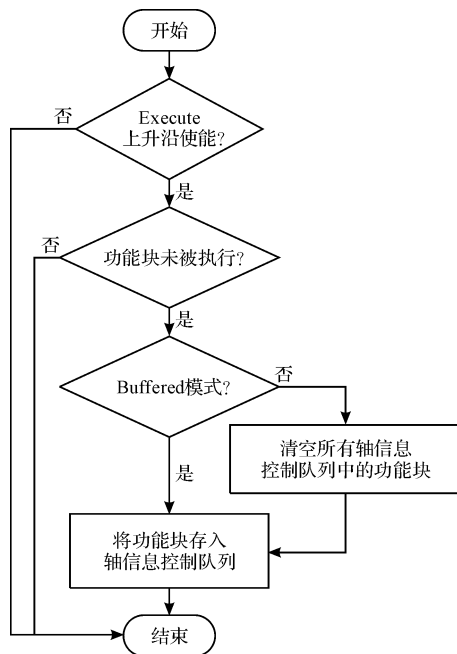 开始
否
Execute
上升沿使能?
是
否
功能块未被执行?
是
Buffered模式?
否
清空所有轴信息
控制队列中的功能块
是
将功能块存入
轴信息控制队列
结束